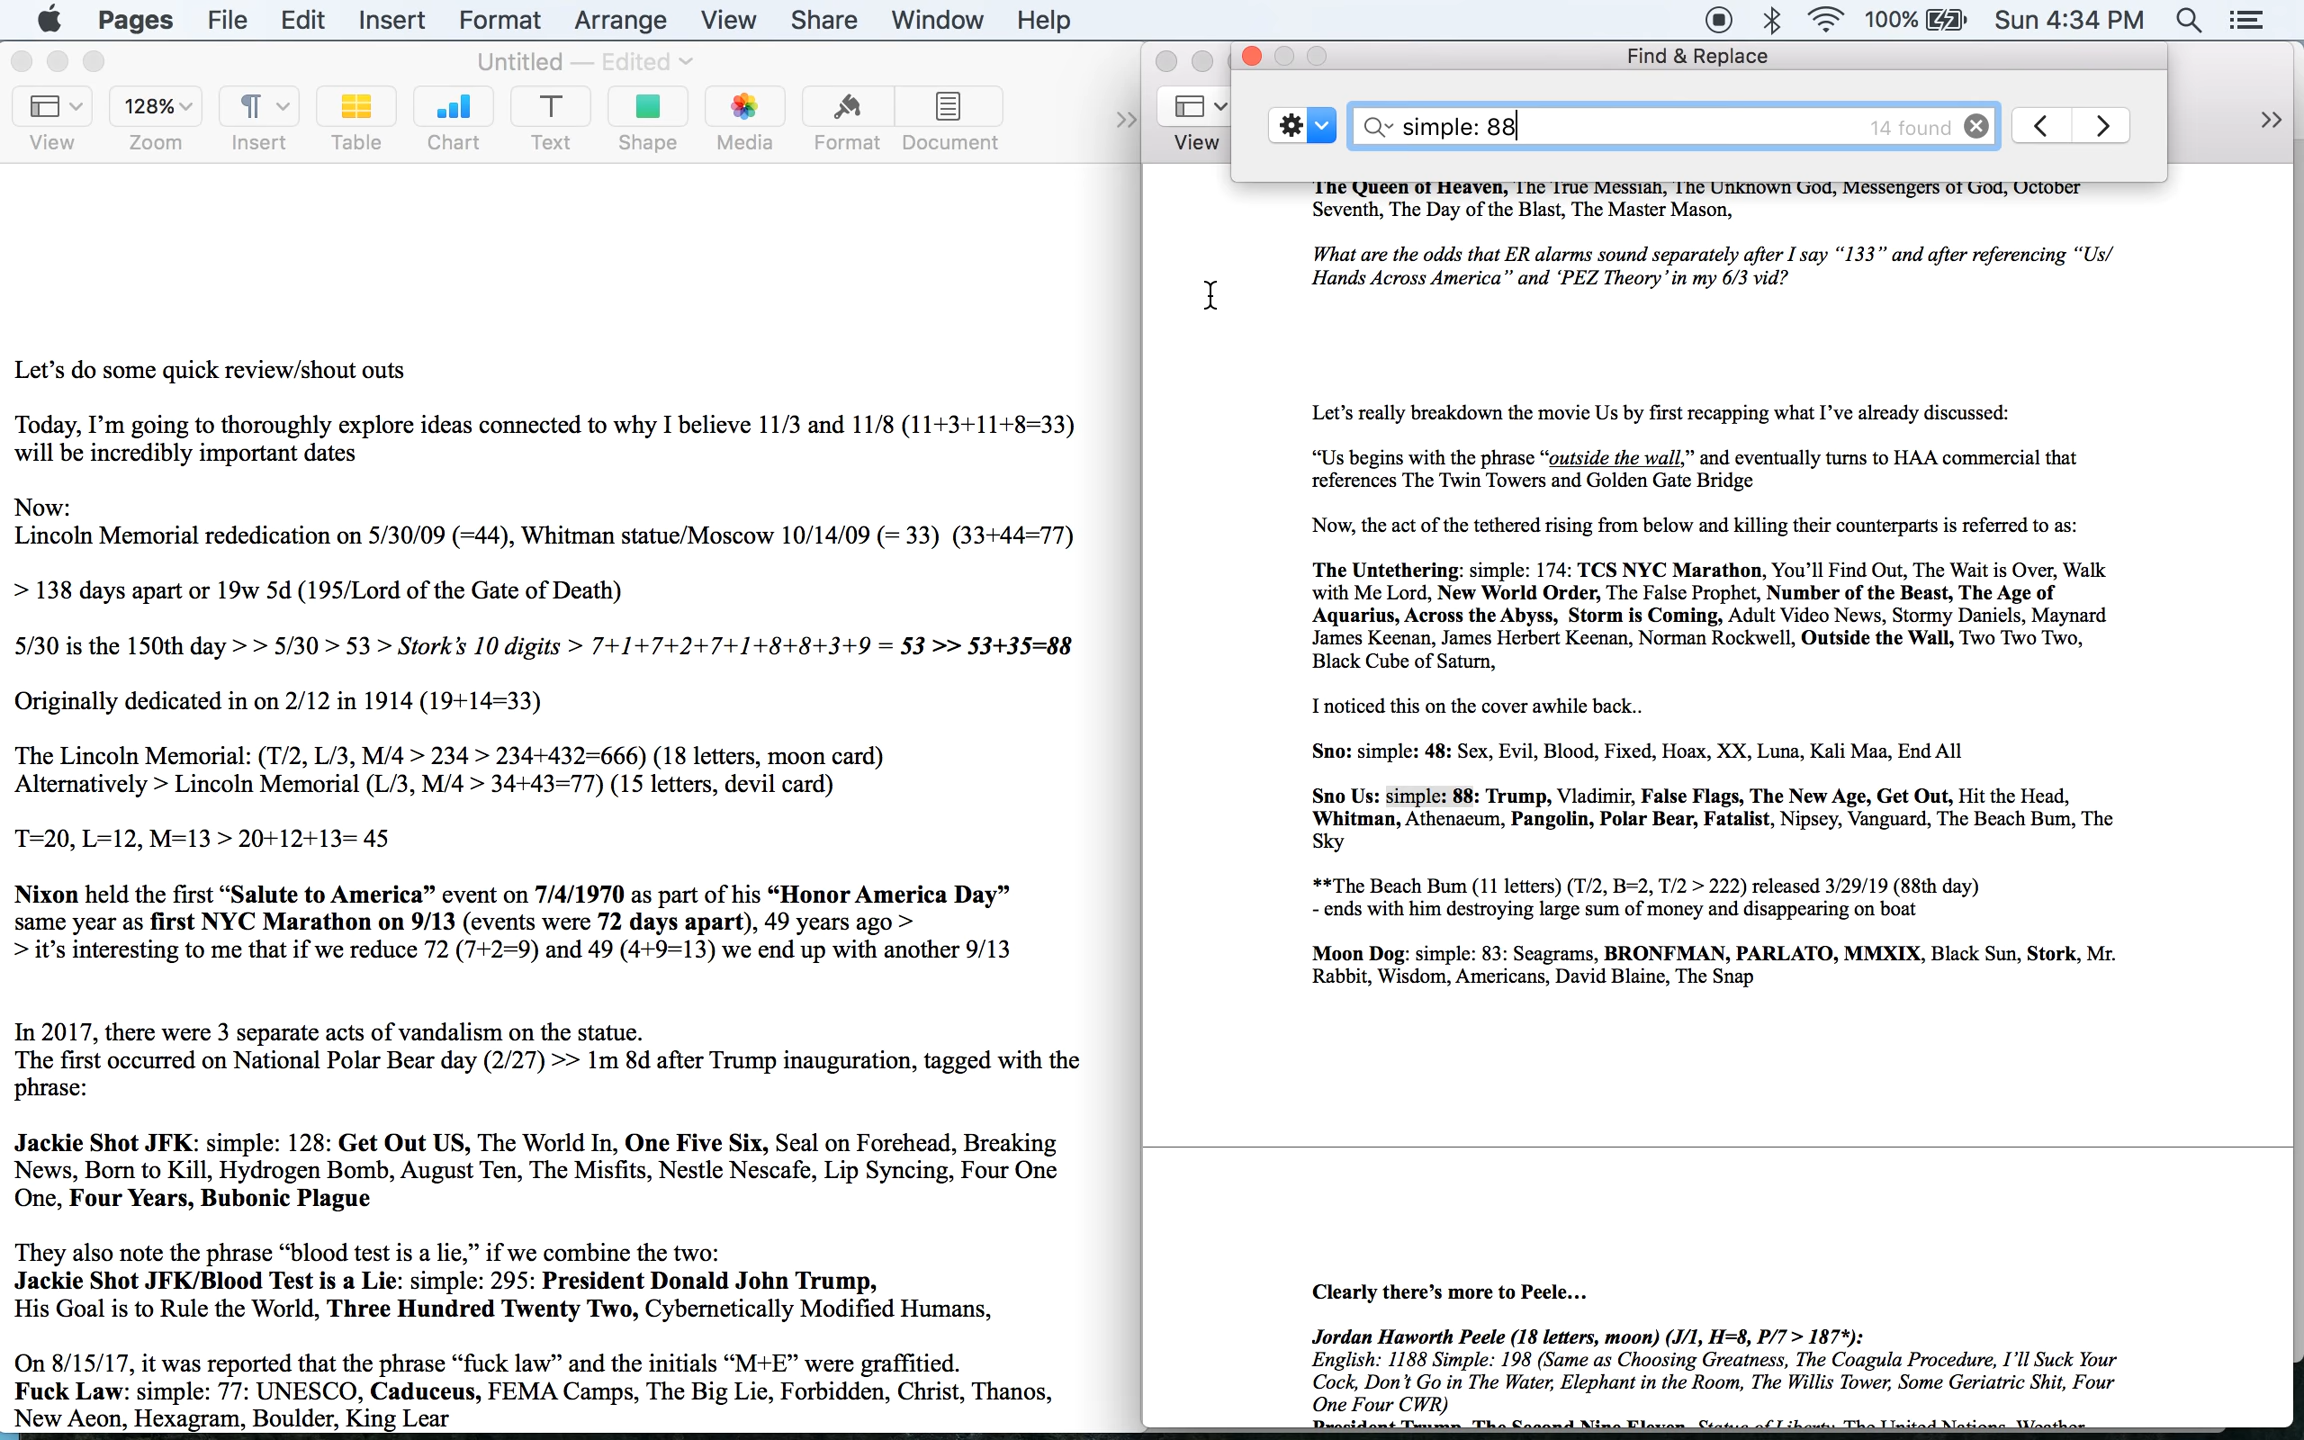 Pages File Edit Insert Format Arrange View Share Window Help 100% Sun 4:34 PM
Untitled — Edited
128%
View Zoom Insert Table Chart Text Shape Media Format Document
View
Find & Replace
simple: 88 14 found
Let’s do some quick review/shout outs
Today, I’m going to thoroughly explore ideas connected to why I believe 11/3 and 11/8 (11+3+11+8=33)
will be incredibly important dates
Now:
Lincoln Memorial rededication on 5/30/09 (=44), Whitman statue/Moscow 10/14/09 (= 33) (33+44=77)
> 138 days apart or 19w 5d (195/Lord of the Gate of Death)
5/30 is the 150th day > > 5/30 > 53 > Stork’s 10 digits > 7+1+7+2+7+1+8+8+3+9 = 53 >> 53+35=88
Originally dedicated in on 2/12 in 1914 (19+14=33)
The Lincoln Memorial: (T/2, L/3, M/4 > 234 > 234+432=666) (18 letters, moon card)
Alternatively > Lincoln Memorial (L/3, M/4 > 34+43=77) (15 letters, devil card)
T=20, L=12, M=13 > 20+12+13= 45
Nixon held the first “Salute to America” event on 7/4/1970 as part of his “Honor America Day”
same year as first NYC Marathon on 9/13 (events were 72 days apart), 49 years ago >
> it’s interesting to me that if we reduce 72 (7+2=9) and 49 (4+9=13) we end up with another 9/13
In 2017, there were 3 separate acts of vandalism on the statue.
The first occurred on National Polar Bear day (2/27) >> 1m 8d after Trump inauguration, tagged with the
phrase:
Jackie Shot JFK: simple: 128: Get Out US, The World In, One Five Six, Seal on Forehead, Breaking
News, Born to Kill, Hydrogen Bomb, August Ten, The Misfits, Nestle Nescafe, Lip Syncing, Four One
One, Four Years, Bubonic Plague
They also note the phrase “blood test is a lie,” if we combine the two:
Jackie Shot JFK/Blood Test is a Lie: simple: 295: President Donald John Trump,
His Goal is to Rule the World, Three Hundred Twenty Two, Cybernetically Modified Humans,
On 8/15/17, it was reported that the phrase “fuck law” and the initials “M+E” were graffitied.
Fuck Law: simple: 77: UNESCO, Caduceus, FEMA Camps, The Big Lie, Forbidden, Christ, Thanos,
New Aeon, Hexagram, Boulder, King Lear
The Queen of Heaven, The True Messiah, The Unknown God, Messengers of God, October
Seventh, The Day of the Blast, The Master Mason,
What are the odds that ER alarms sound separately after I say “133” and after referencing “Us/
Hands Across America” and ‘PEZ Theory’ in my 6/3 vid?
Let’s really breakdown the movie Us by first recapping what I’ve already discussed:
“Us begins with the phrase “outside the wall,” and eventually turns to HAA commercial that
references The Twin Towers and Golden Gate Bridge
Now, the act of the tethered rising from below and killing their counterparts is referred to as:
The Untethering: simple: 174: TCS NYC Marathon, You’ll Find Out, The Wait is Over, Walk
with Me Lord, New World Order, The False Prophet, Number of the Beast, The Age of
Aquarius, Across the Abyss, Storm is Coming, Adult Video News, Stormy Daniels, Maynard
James Keenan, James Herbert Keenan, Norman Rockwell, Outside the Wall, Two Two Two,
Black Cube of Saturn,
I noticed this on the cover awhile back..
Sno: simple: 48: Sex, Evil, Blood, Fixed, Hoax, XX, Luna, Kali Maa, End All
Sno Us: simple: 88: Trump, Vladimir, False Flags, The New Age, Get Out, Hit the Head,
Whitman, Athenaeum, Pangolin, Polar Bear, Fatalist, Nipsey, Vanguard, The Beach Bum, The
Sky
**The Beach Bum (11 letters) (T/2, B=2, T/2 > 222) released 3/29/19 (88th day)
- ends with him destroying large sum of money and disappearing on boat
Moon Dog: simple: 83: Seagrams, BRONFMAN, PARLATO, MMXIX, Black Sun, Stork, Mr.
Rabbit, Wisdom, Americans, David Blaine, The Snap
Clearly there’s more to Peele…
Jordan Haworth Peele (18 letters, moon) (J/1, H=8, P/7 > 187*):
English: 1188 Simple: 198 (Same as Choosing Greatness, The Coagula Procedure, I’ll Suck Your
Cock, Don’t Go in The Water, Elephant in the Room, The Willis Tower, Some Geriatric Shit, Four
One Four CWR)
President Trump, The Second Nine Eleven, Statue of Liberty, The United Nations, Weather